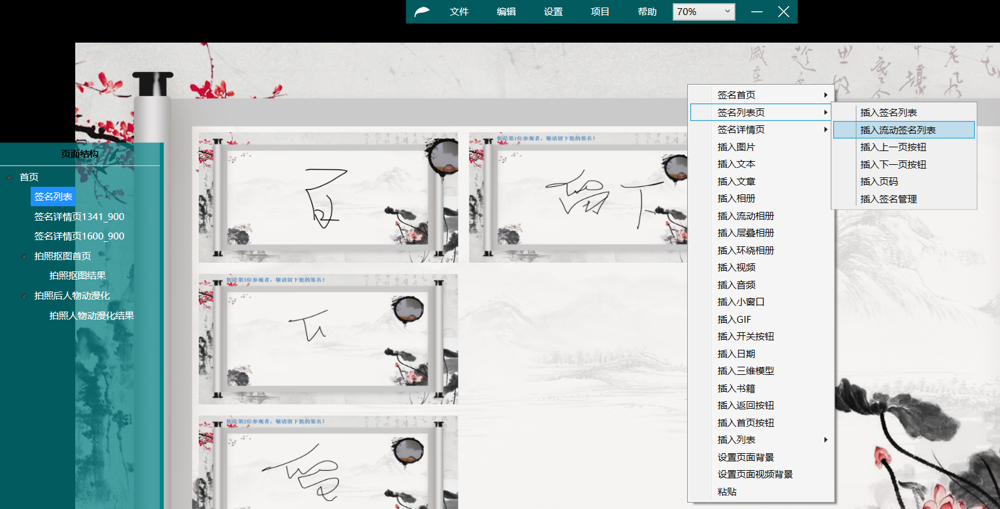 文件 编辑 设置 项目 帮助 70%
页面结构
首页
签名列表
签名详情页1341_900
签名详情页1600_900
拍照抠图首页
拍照抠图结果
拍照后人物动漫化
拍照人物动漫化结果
您是第1位参观者，敬请留下您的签名！
您是第3位参观者，敬请留下您的签名！
您是第2位参观者，敬请留下您的签名！
签名首页
签名列表页
签名详情页
插入图片
插入文本
插入文章
插入相册
插入流动相册
插入层叠相册
插入环绕相册
插入视频
插入音频
插入小窗口
插入GIF
插入开关按钮
插入日期
插入三维模型
插入书籍
插入返回按钮
插入首页按钮
插入列表
设置页面背景
设置页面视频背景
粘贴
插入签名列表
插入流动签名列表
插入上一页按钮
插入下一页按钮
插入页码
插入签名管理